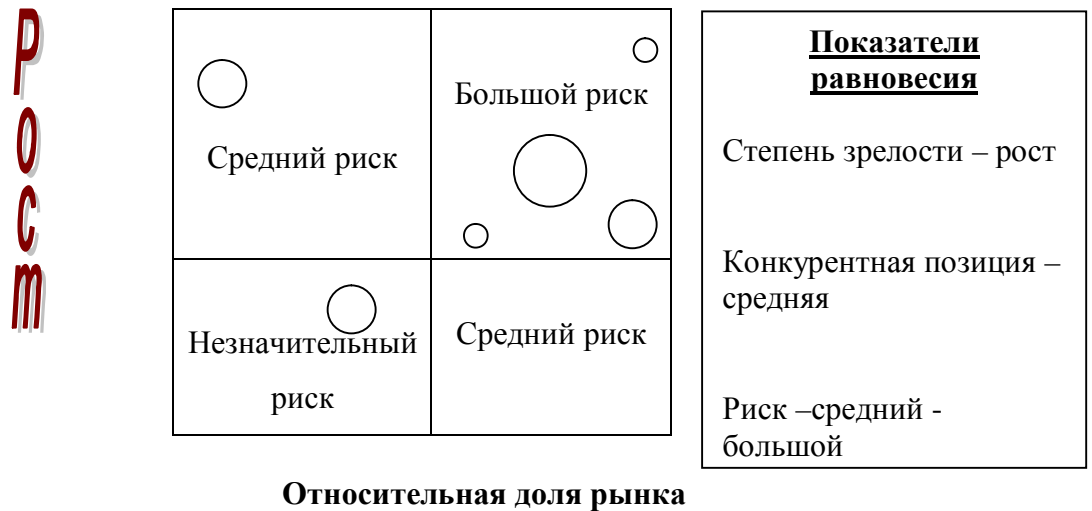 Рост
Средний риск
Большой риск
Незначительный
риск
Средний риск
Относительная доля рынка
Показатели
равновесия
Степень зрелости – рост
Конкурентная позиция –
средняя
Риск –средний -
большой